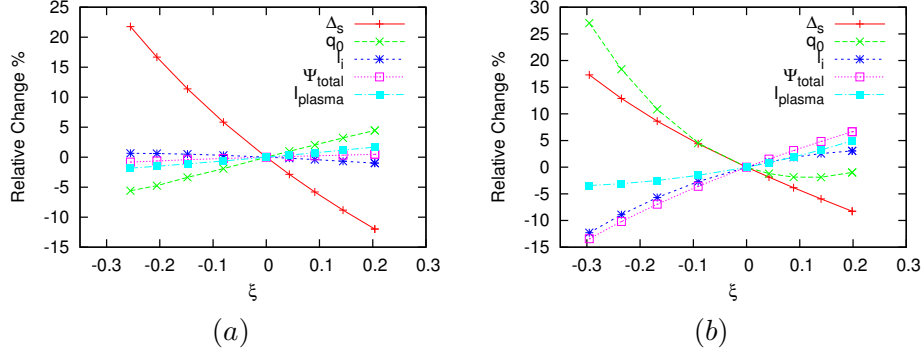 Relative Change %
25
20
15
10
5
0
-5
-10
-15
-0.3 -0.2 -0.1 0 0.1 0.2 0.3
ξ
Δs
q0
li
Ψtotal
Iplasma
(a)
Relative Change %
30
25
20
15
10
5
0
-5
-10
-15
-0.3 -0.2 -0.1 0 0.1 0.2 0.3
ξ
Δs
q0
li
Ψtotal
Iplasma
(b)